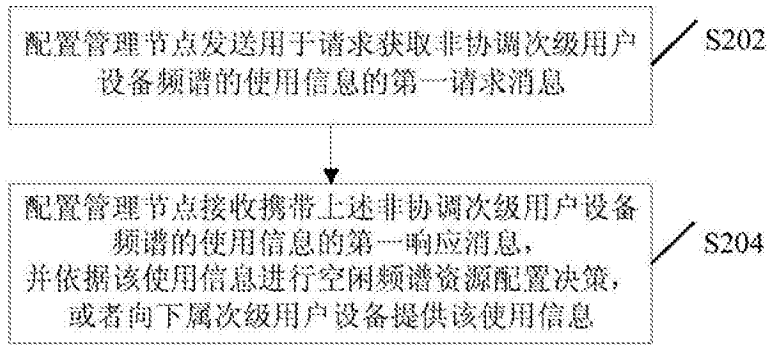 配置管理节点发送用于请求获取非协调次级用户
设备频谱的使用信息的第一请求消息
S202
配置管理节点接收携带上述非协调次级用户设备
频谱的使用信息的第一响应消息，
并依据该使用信息进行空闲频谱资源配置决策，
或者向下属次级用户设备提供该使用信息
S204